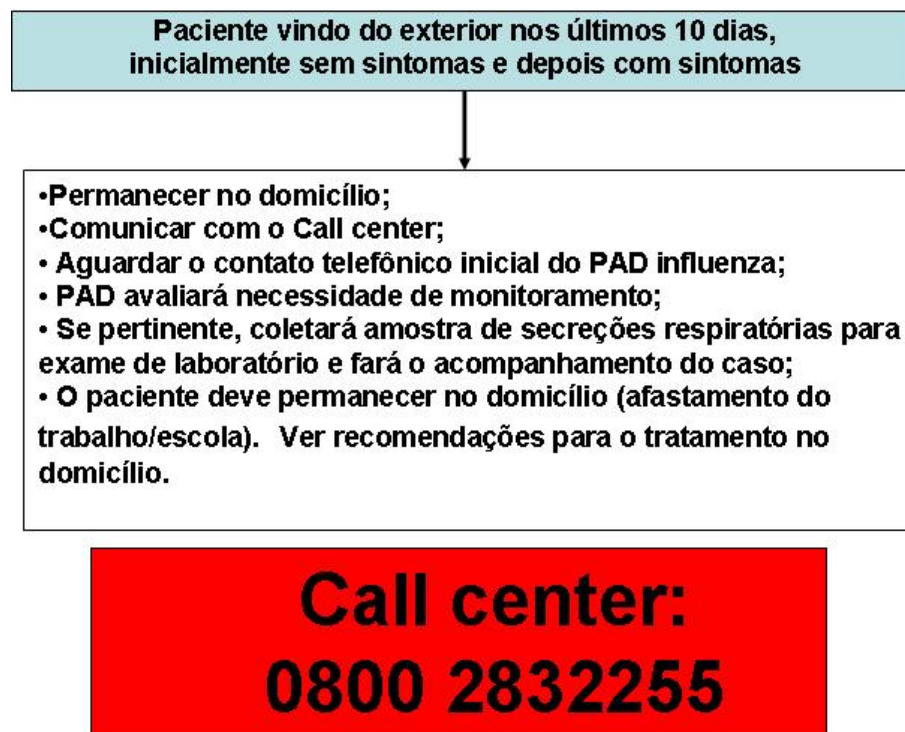 Paciente vindo do exterior nos últimos 10 dias,
inicialmente sem sintomas e depois com sintomas
•Permanecer no domicílio;
•Comunicar com o Call center;
• Aguardar o contato telefônico inicial do PAD influenza;
• PAD avaliará necessidade de monitoramento;
• Se pertinente, coletará amostra de secreções respiratórias para
exame de laboratório e fará o acompanhamento do caso;
• O paciente deve permanecer no domicílio (afastamento do
trabalho/escola). Ver recomendações para o tratamento no
domicílio.
Call center:
0800 2832255